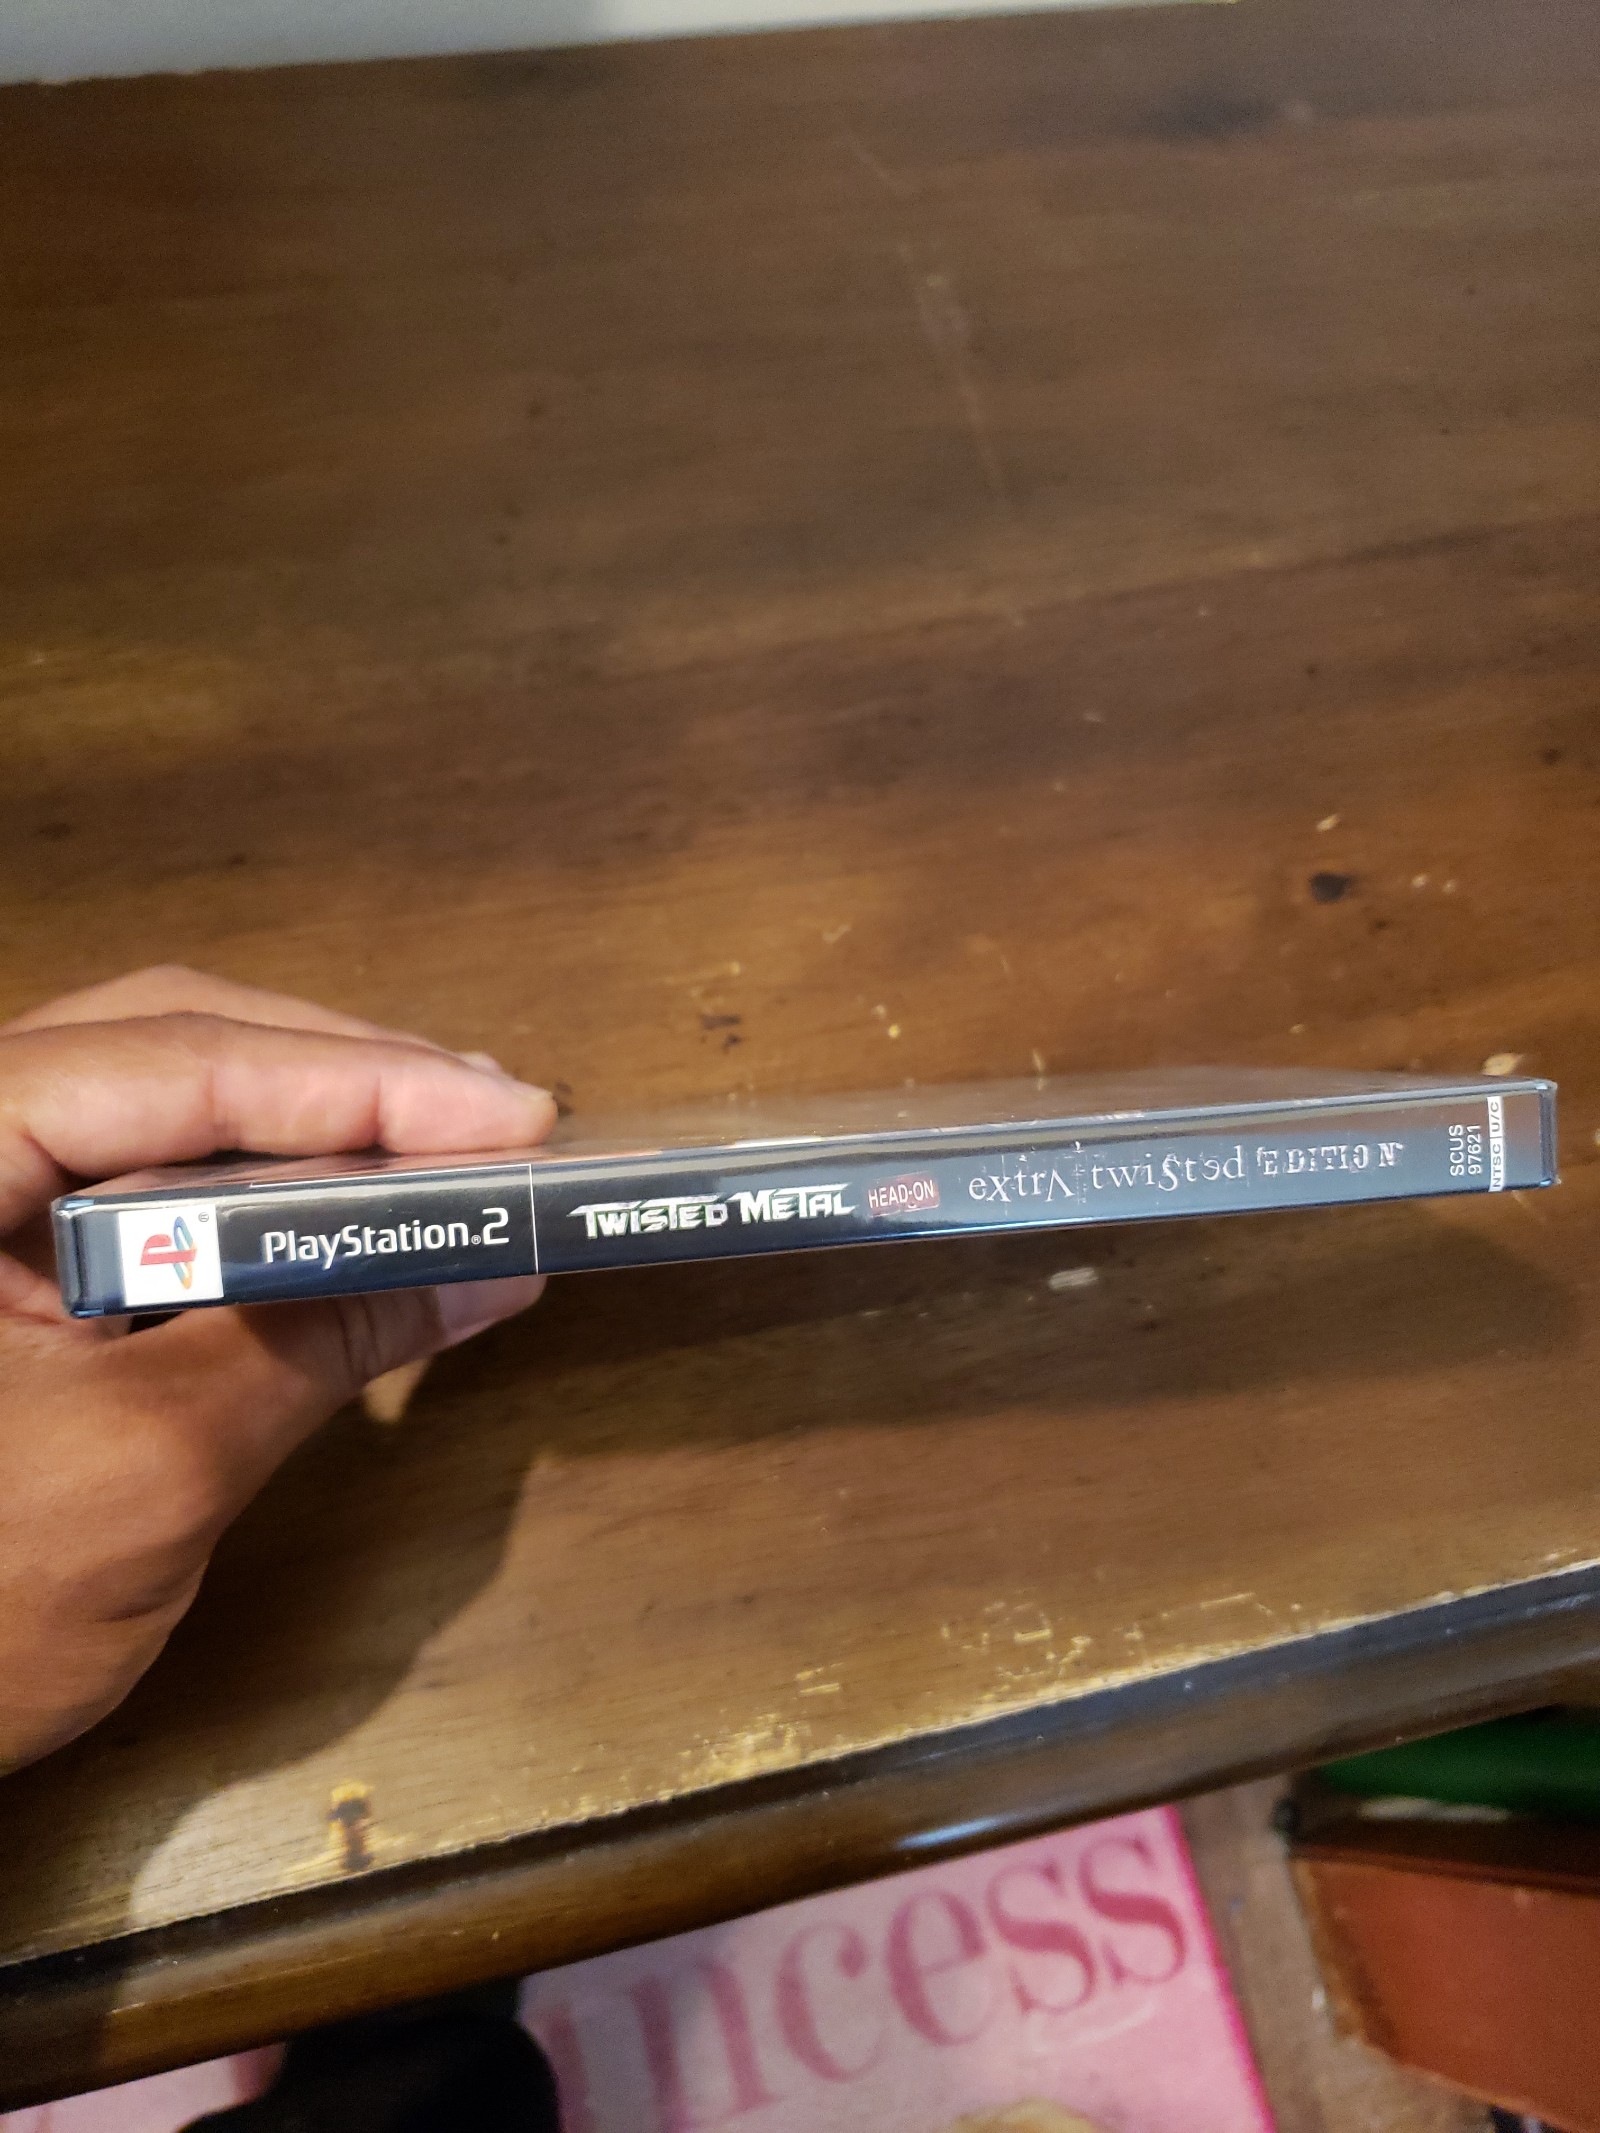 PlayStation®2
TWISTED METAL HEAD-ON extra twisted EDITION
SCUS
97621
NTSC U/C
ncess